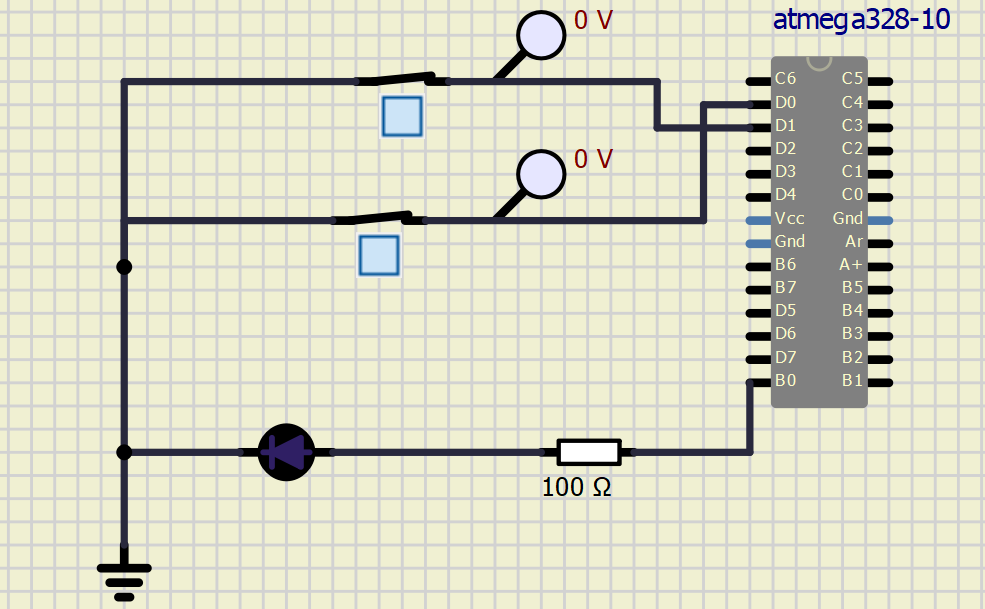 0 V
atmega328-10
0 V
100 Ω
C6 C5
D0 C4
D1 C3
D2 C2
D3 C1
D4 C0
Vcc Gnd
Gnd Ar
B6 A+
B7 B5
D5 B4
D6 B3
D7 B2
B0 B1